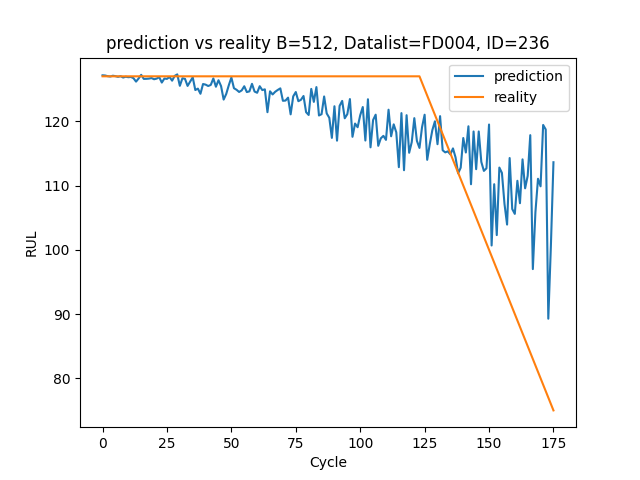 prediction vs reality B=512, Datalist=FD004, ID=236
prediction
reality
RUL
120
110
100
90
80
0 25 50 75 100 125 150 175
Cycle